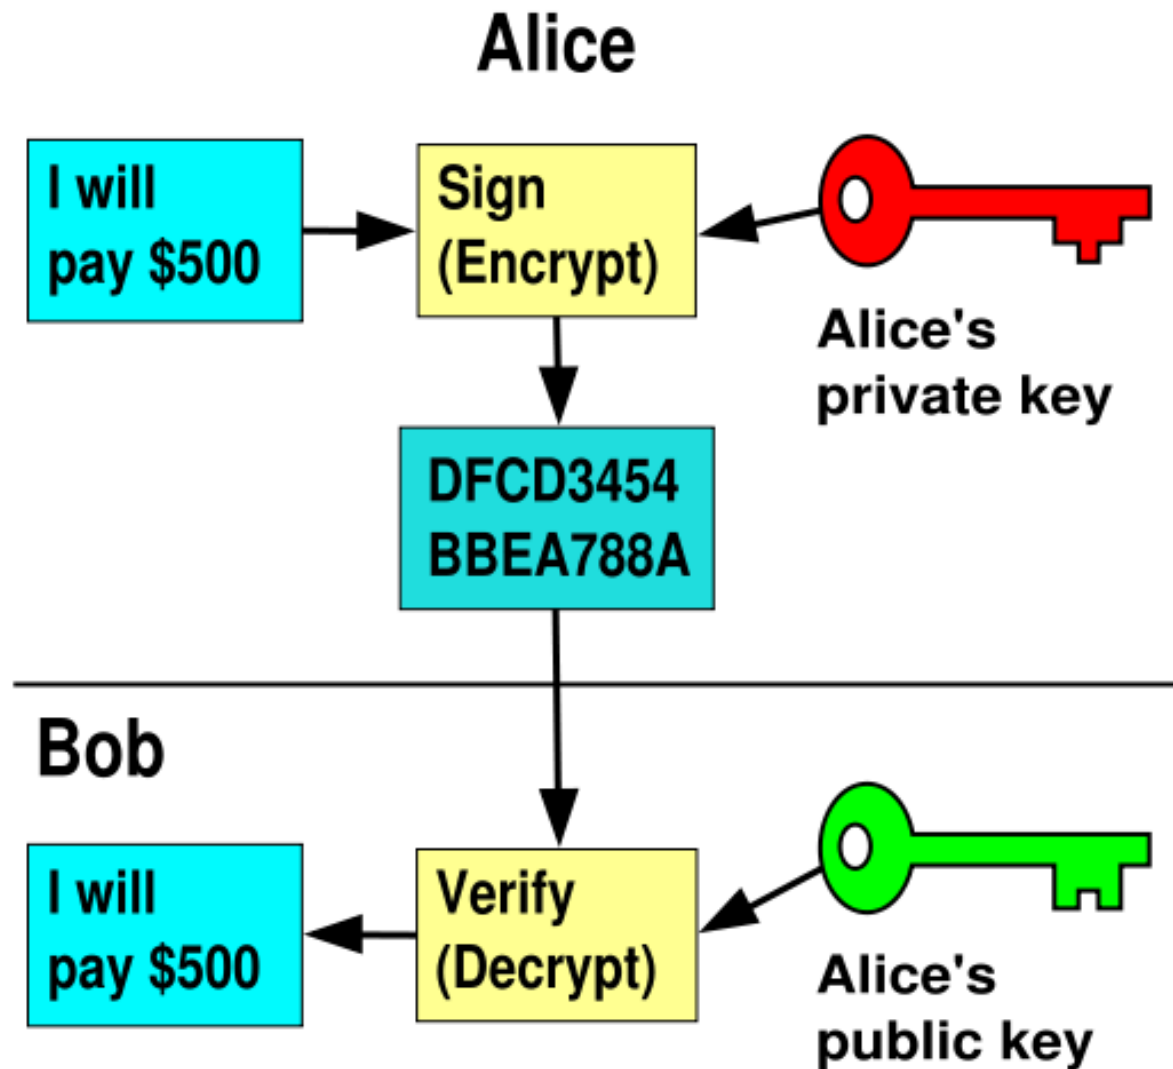 Alice
I will
pay $500
Sign
(Encrypt)
Alice's
private key
DFCD3454
BBEA788A
Bob
I will
pay $500
Verify
(Decrypt)
Alice's
public key